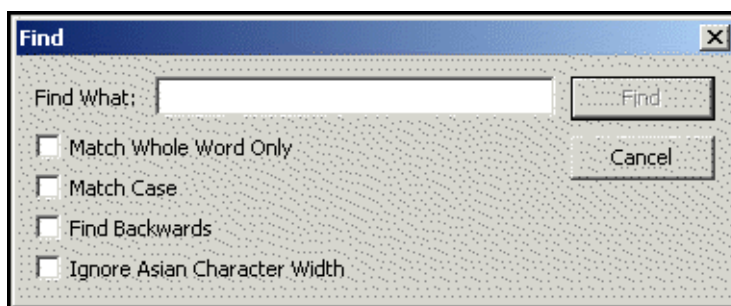 Find
Find What:
Find
Match Whole Word Only
Cancel
Match Case
Find Backwards
Ignore Asian Character Width